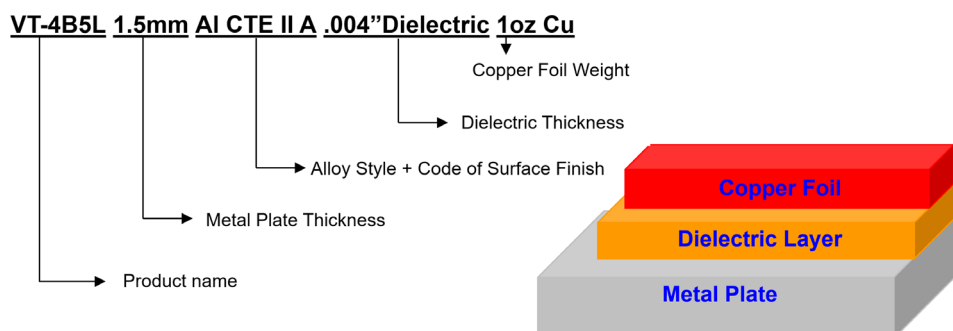 VT-4B5L 1.5mm Al CTE II A .004”Dielectric 1oz Cu
Copper Foil Weight
Dielectric Thickness
Alloy Style + Code of Surface Finish
Metal Plate Thickness
Product name
Copper Foil
Dielectric Layer
Metal Plate